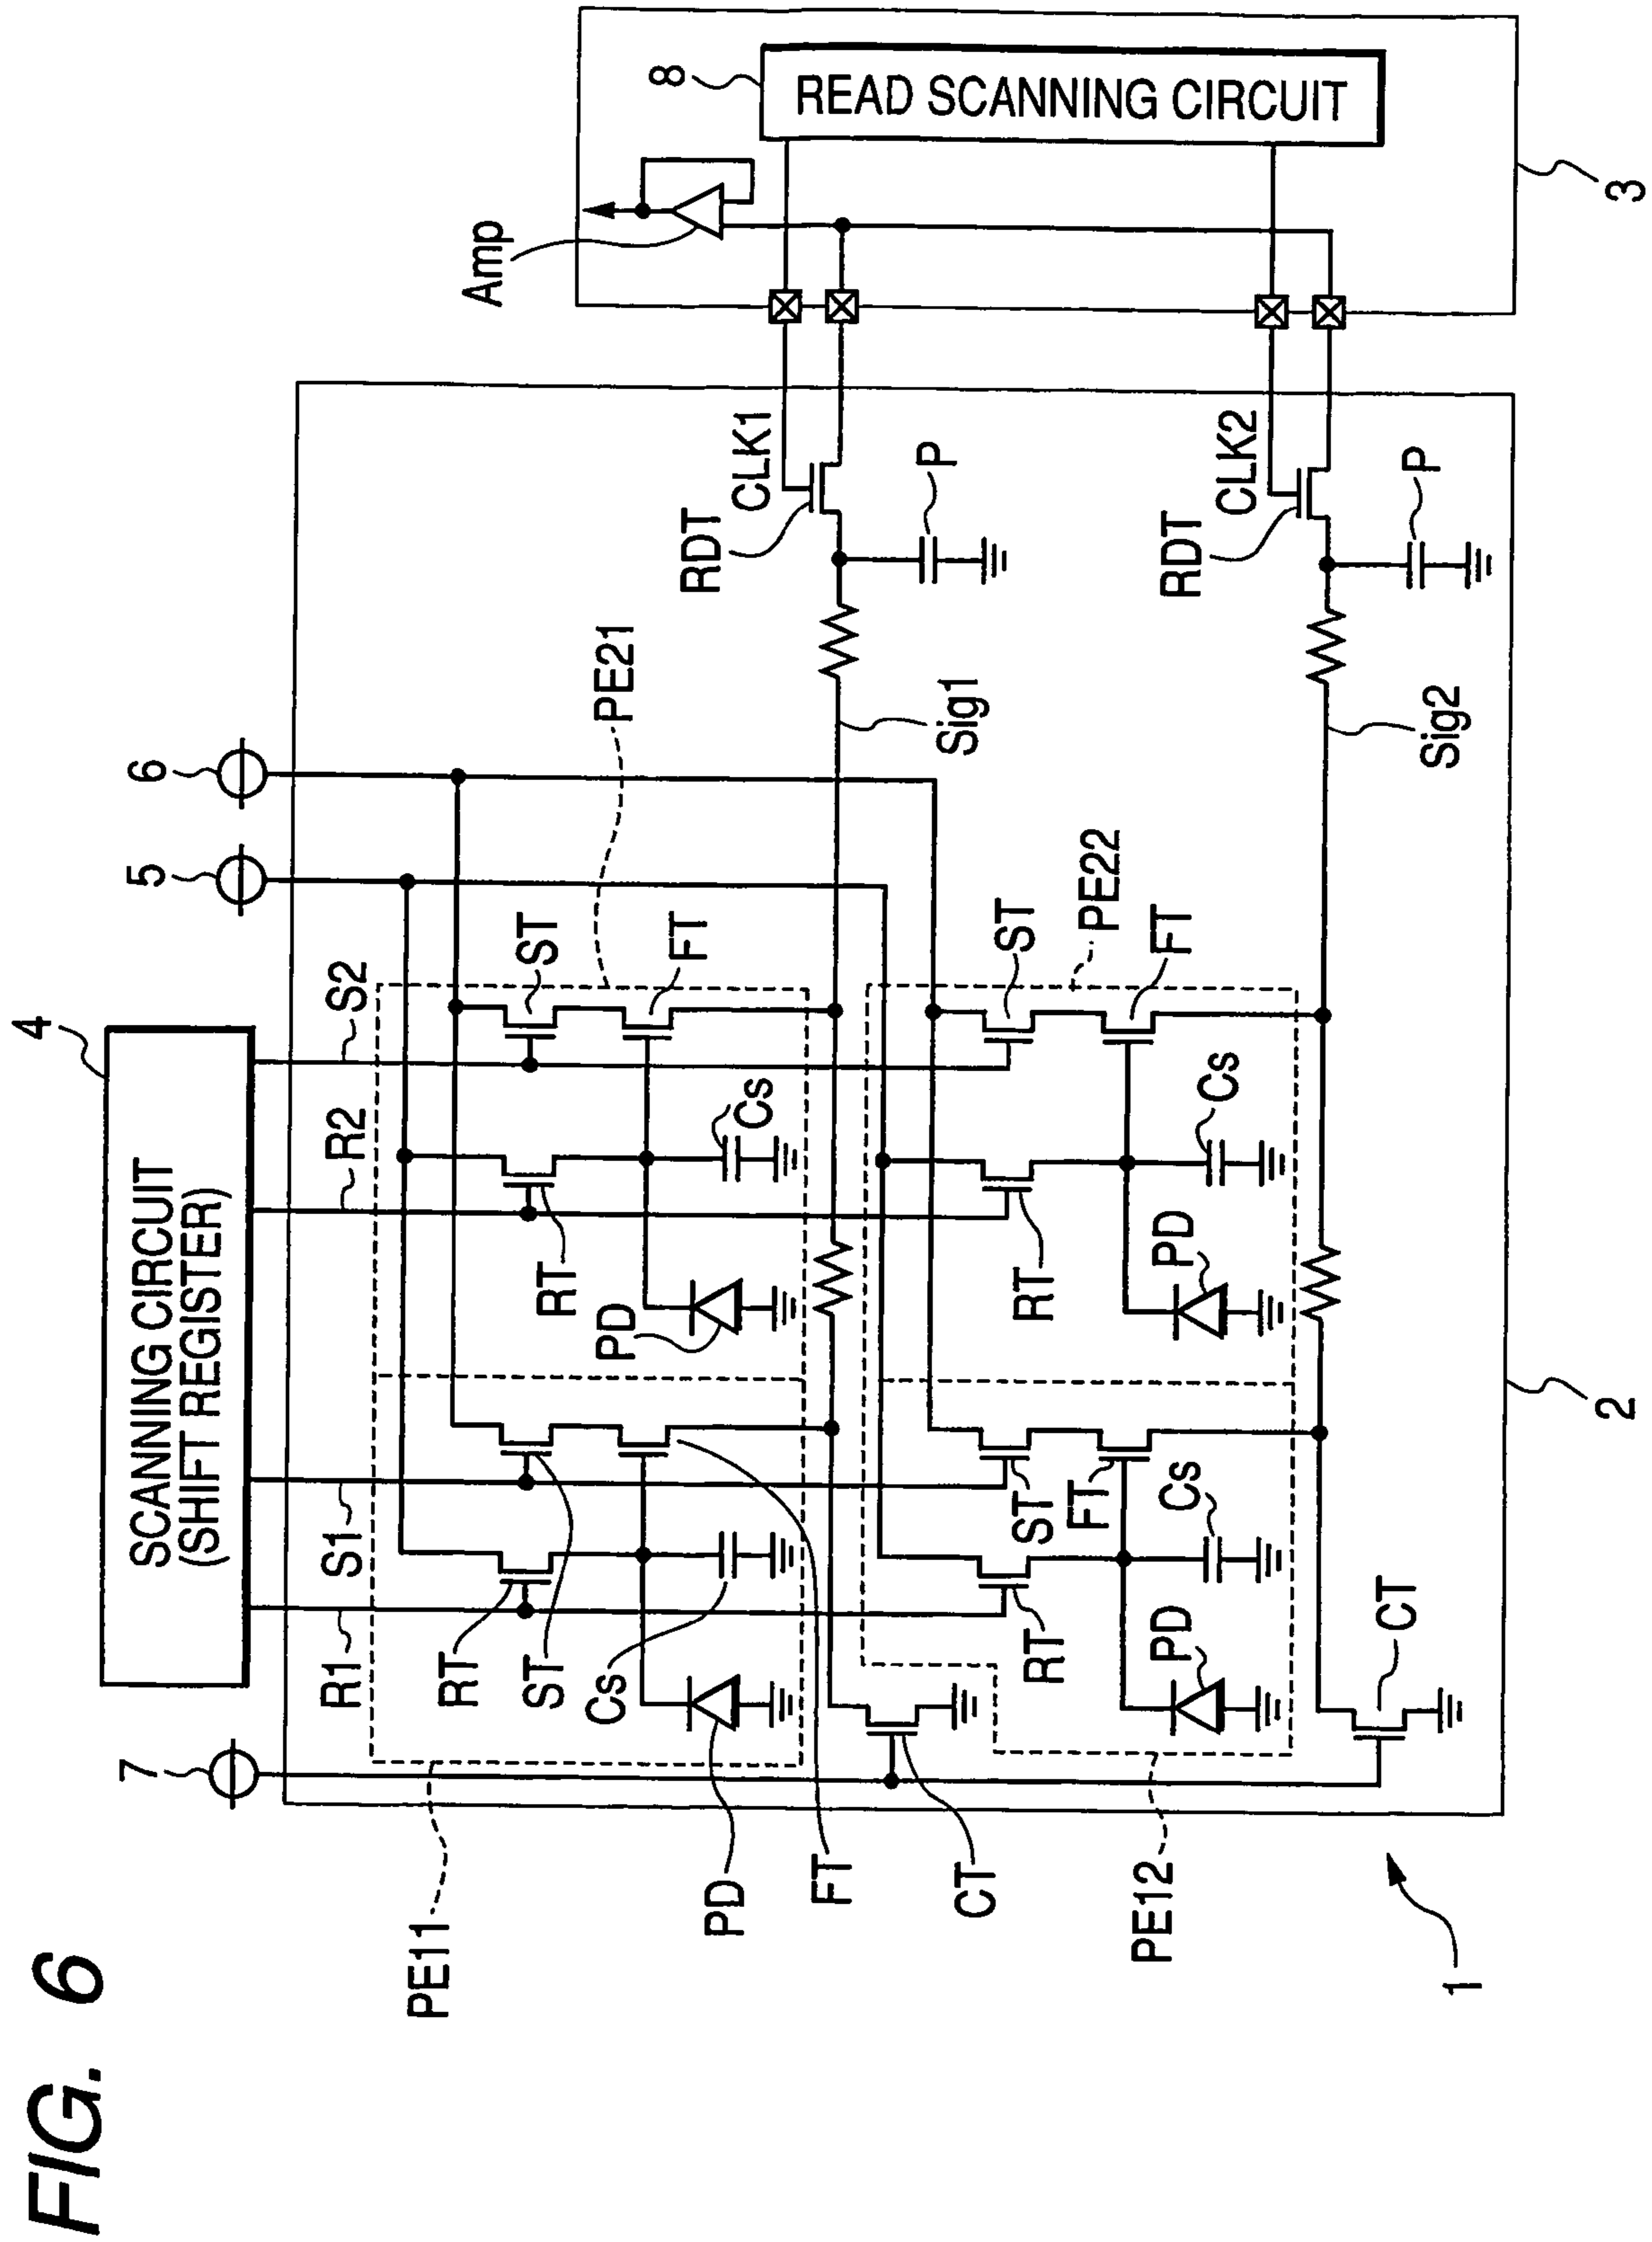 FIG. 6
4
SCANNING CIRCUIT
(SHIFT REGISTER)
7
5
6
R1
S1
R2
S2
PE11
RT
ST
Cs
PD
FT
RT
PD
Cs
ST
FT
PE21
Sig1
RDT
CLK1
P
CT
PE12
RT
PD
ST
FT
Cs
RT
PD
Cs
ST
FT
PE22
Sig2
RDT
CLK2
P
CT
Amp
8
READ SCANNING CIRCUIT
1
2
3